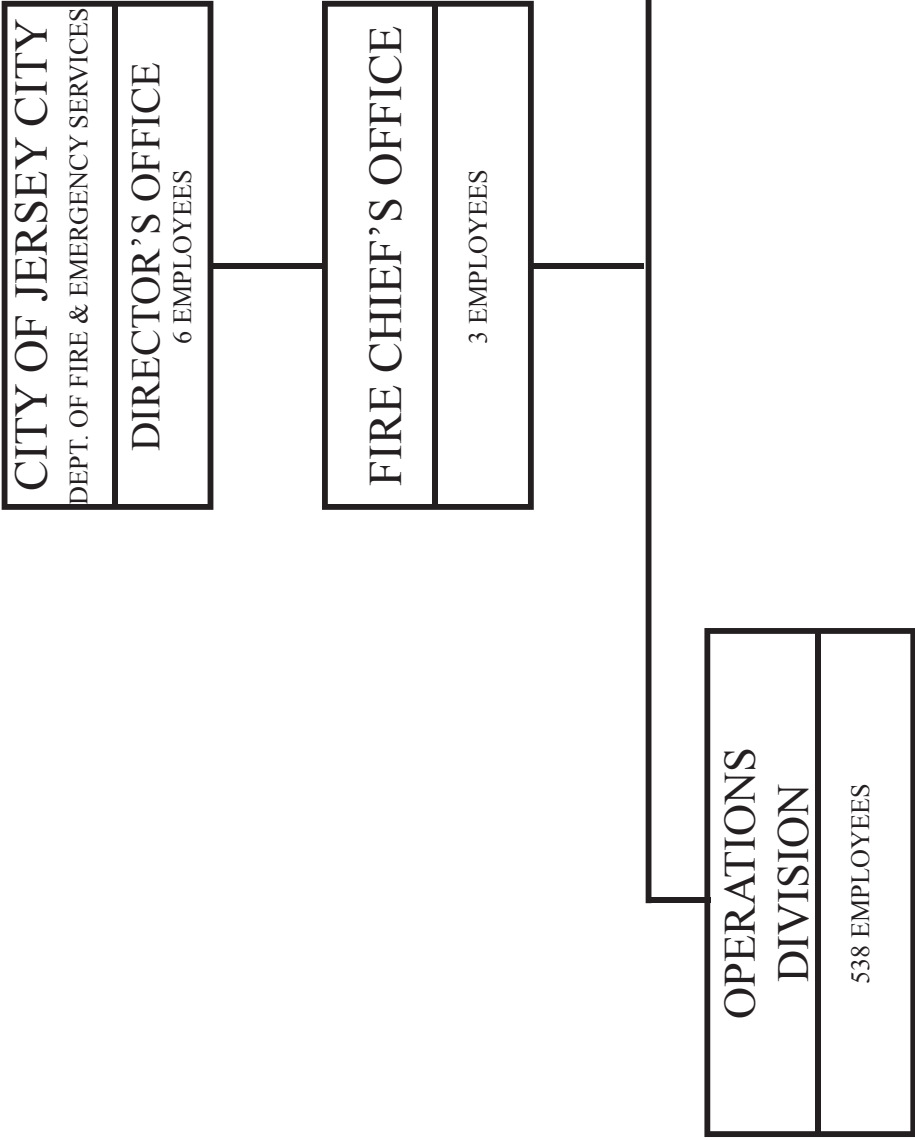 CITY OF JERSEY CITY
DEPT. OF FIRE & EMERGENCY SERVICES
DIRECTOR’S OFFICE
6 EMPLOYEES
FIRE CHIEF’S OFFICE
3 EMPLOYEES
OPERATIONS
DIVISION
538 EMPLOYEES